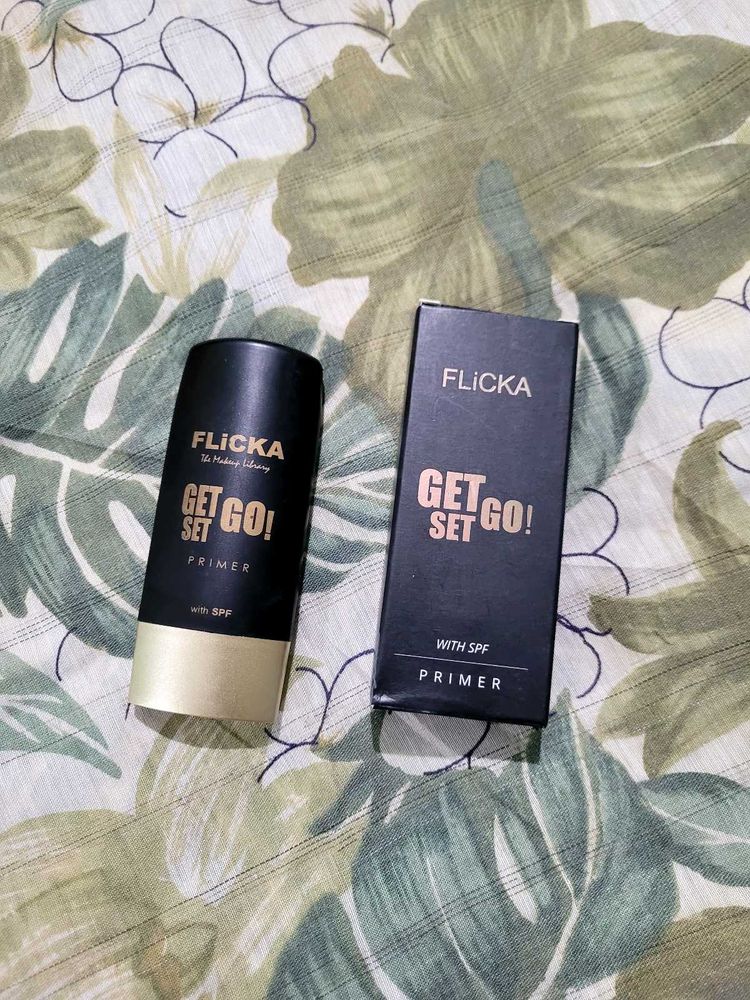 FLiCKA
The Makeup Library
GET
SET GO!
PRIMER
with SPF
FLiCKA
GET
SET GO!
WITH SPF
PRIMER